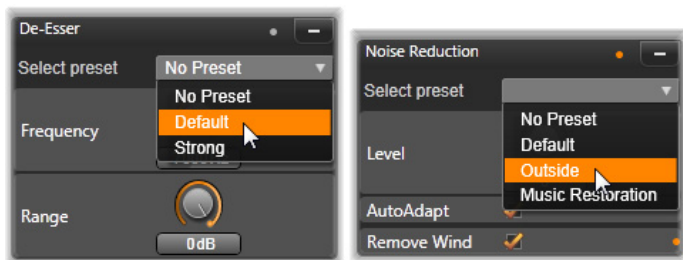 De-Esser
Select preset No Preset
No Preset
Default
Strong
Frequency
Range
0dB
Noise Reduction
Select preset
No Preset
Default
Outside
Music Restoration
Level
AutoAdapt
Remove Wind